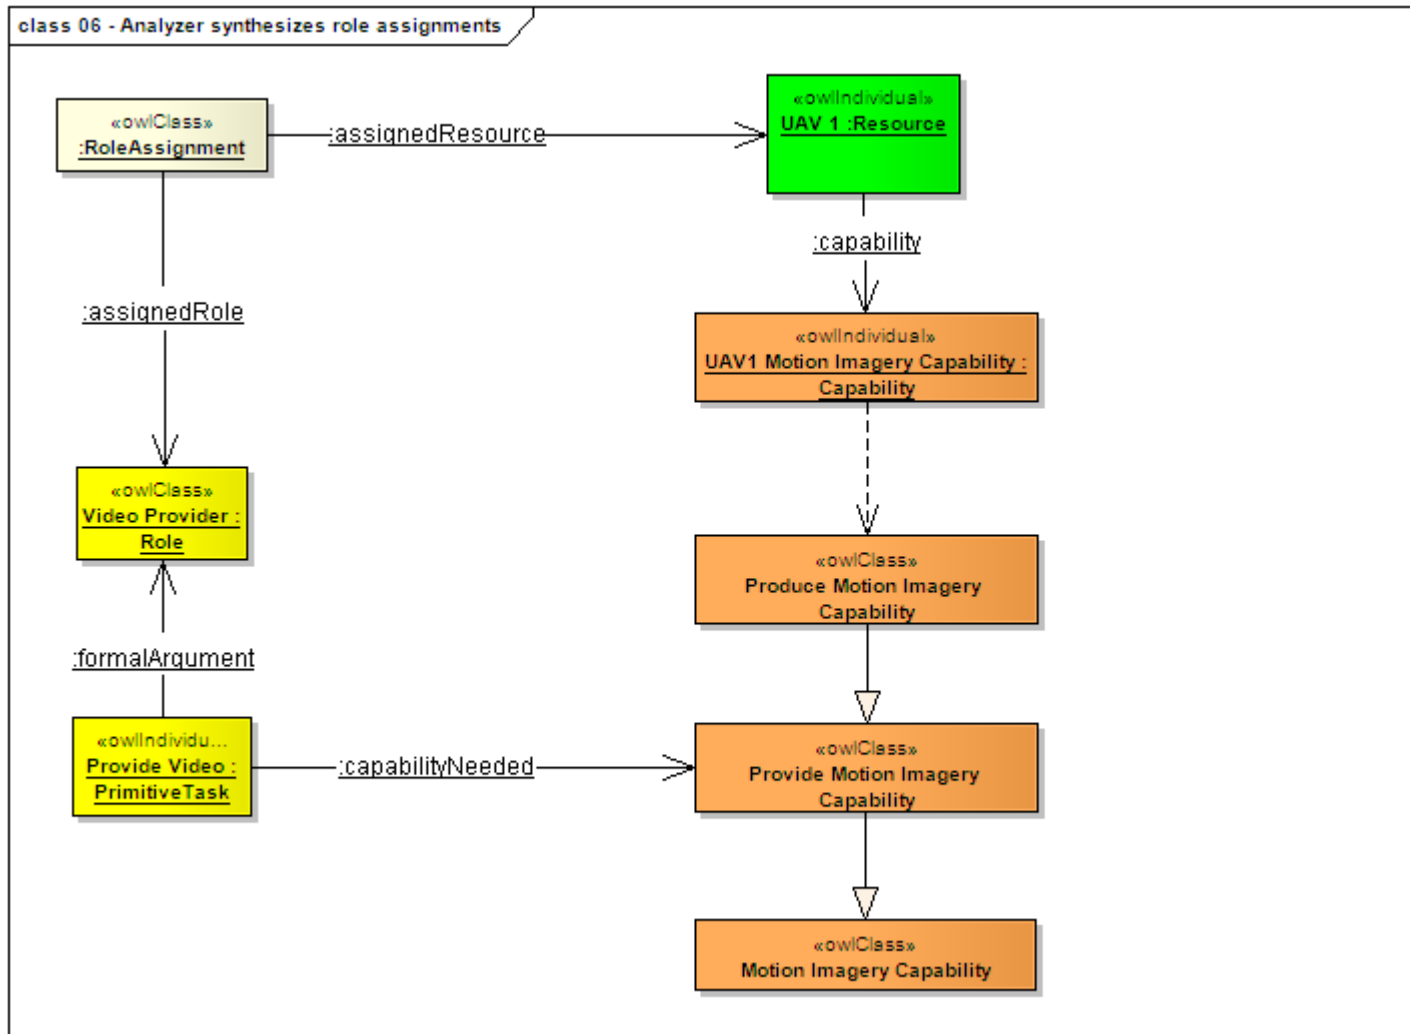 class 06 - Analyzer synthesizes role assignments
«owlClass»
:RoleAssignment
:assignedResource
«owlIndividual»
UAV 1 :Resource
:capability
:assignedRole
«owlIndividual»
UAV1 Motion Imagery Capability :
Capability
«owlClass»
Video Provider :
Role
«owlClass»
Produce Motion Imagery
Capability
:formalArgument
«owlIndividu...
Provide Video :
PrimitiveTask
:capabilityNeeded
«owlClass»
Provide Motion Imagery
Capability
«owlClass»
Motion Imagery Capability